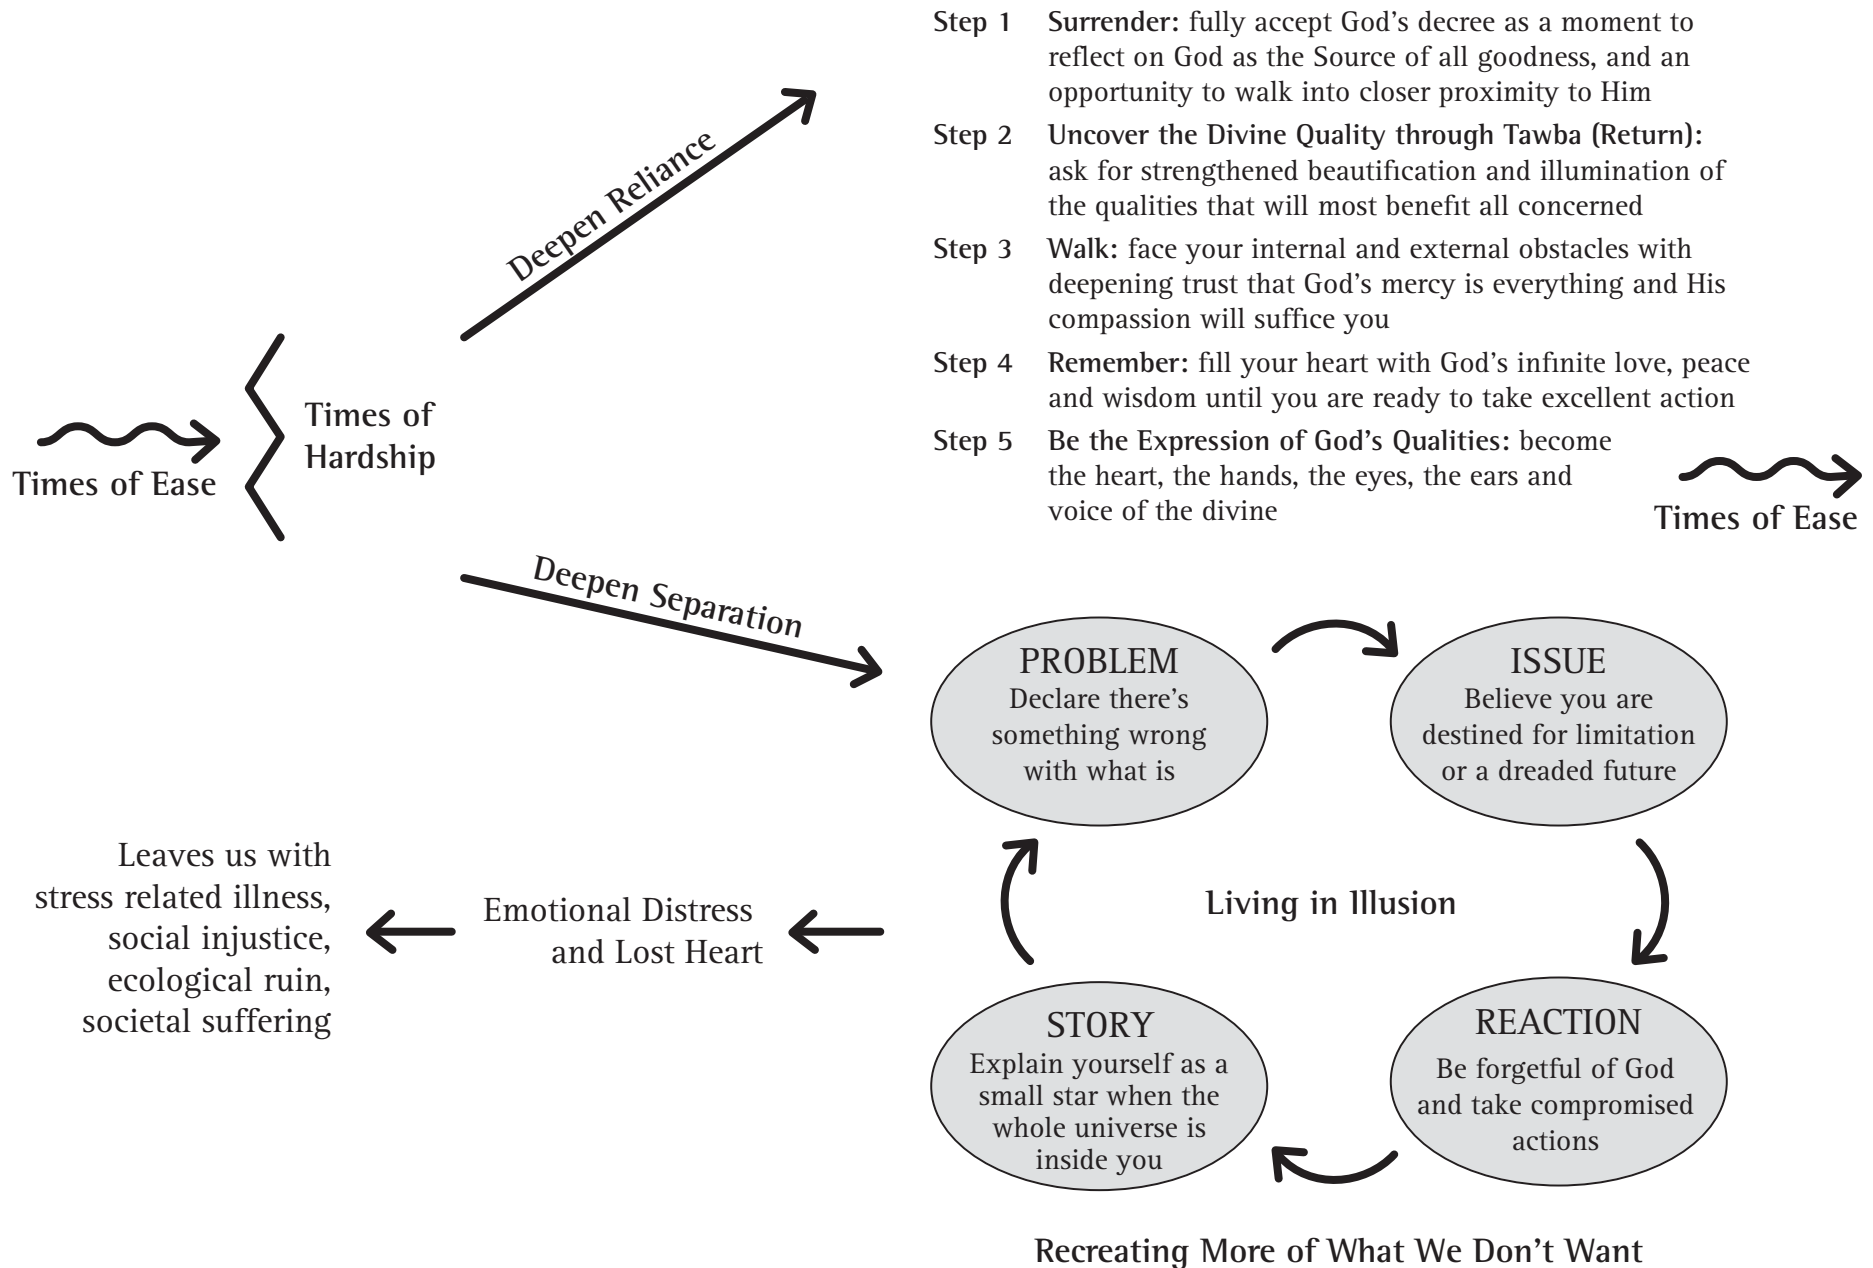 Step 1 Surrender: fully accept God’s decree as a moment to
reflect on God as the Source of all goodness, and an
opportunity to walk into closer proximity to Him
Step 2 Uncover the Divine Quality through Tawba (Return):
ask for strengthened beautification and illumination of
the qualities that will most benefit all concerned
Step 3 Walk: face your internal and external obstacles with
deepening trust that God’s mercy is everything and His
compassion will suffice you
Step 4 Remember: fill your heart with God’s infinite love, peace
and wisdom until you are ready to take excellent action
Step 5 Be the Expression of God’s Qualities: become
the heart, the hands, the eyes, the ears and
voice of the divine
Times of Ease
Deepen Reliance
Times of
Hardship
Times of Ease
Deepen Separation
PROBLEM
Declare there’s
something wrong
with what is
ISSUE
Believe you are
destined for limitation
or a dreaded future
Living in Illusion
REACTION
Be forgetful of God
and take compromised
actions
STORY
Explain yourself as a
small star when the
whole universe is
inside you
Emotional Distress
and Lost Heart
Leaves us with
stress related illness,
social injustice,
ecological ruin,
societal suffering
Recreating More of What We Don’t Want